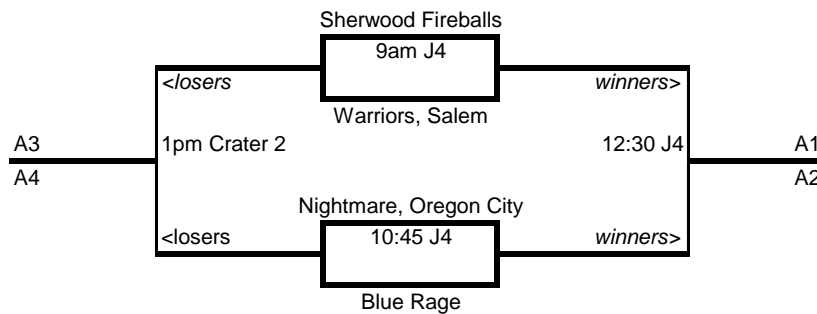 Sherwood Fireballs
9am J4
<losers
winners>
Warriors, Salem
A3
1pm Crater 2
12:30 J4
A1
A4
A2
Nightmare, Oregon City
<losers
10:45 J4
winners>
Blue Rage